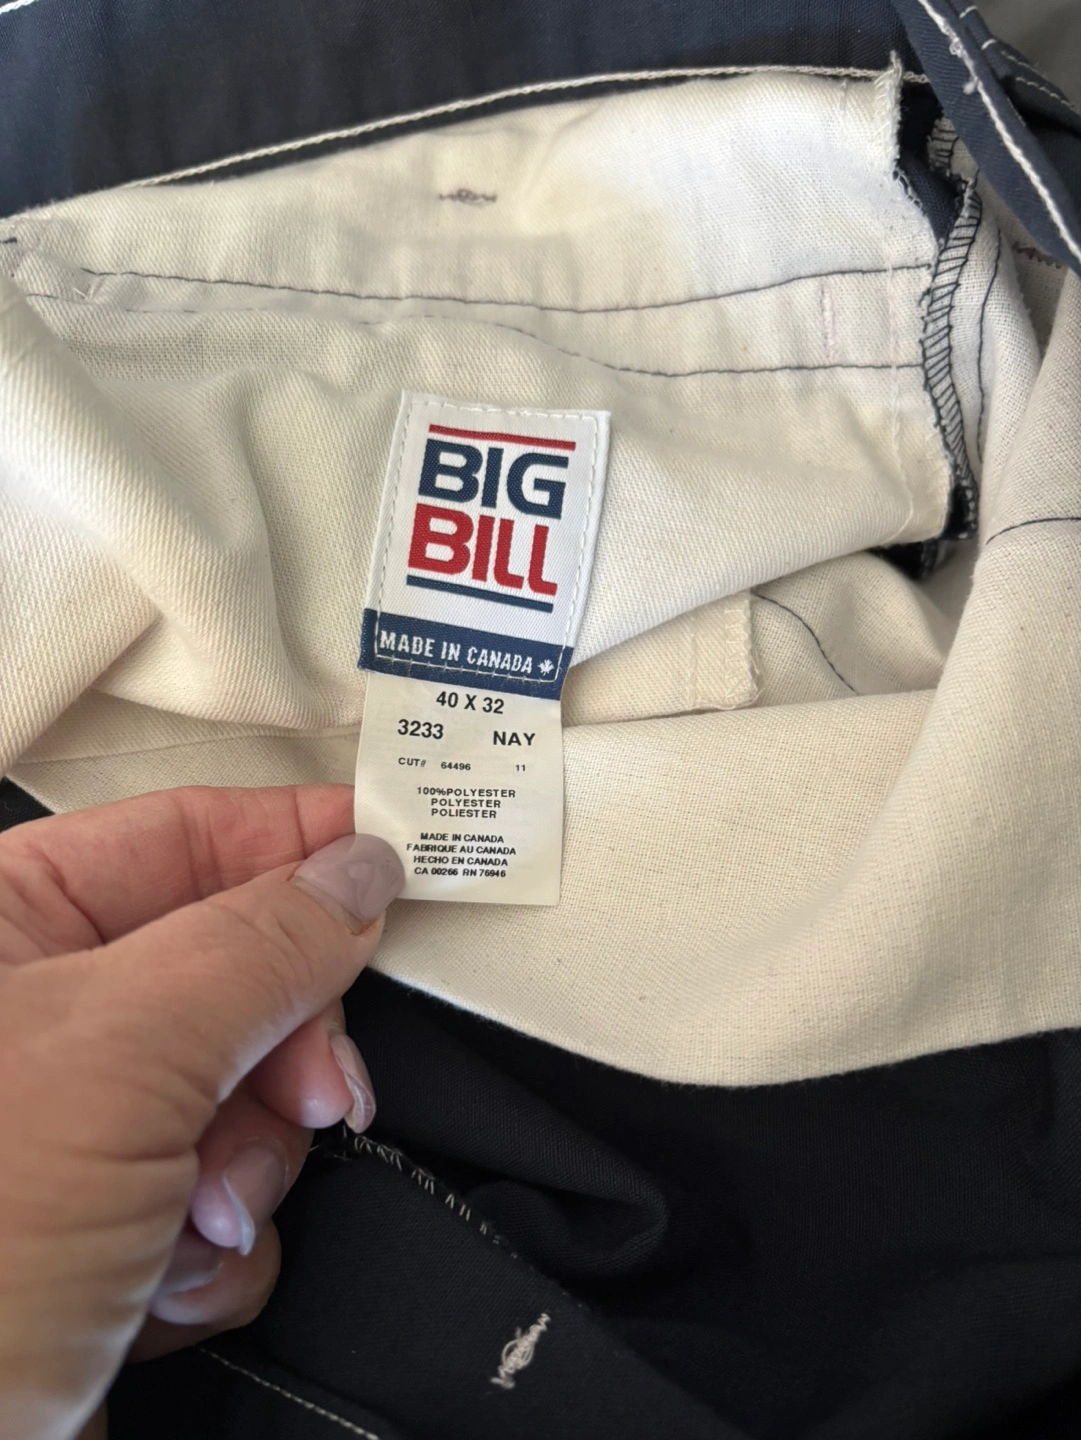 BIG
BILL
MADE IN CANADA
40 X 32
3233 NAY
CUT# 64496 11
100%POLYESTER
POLYESTER
POLIESTER
MADE IN CANADA
FABRIQUE AU CANADA
HECHO EN CANADA
CA 00266 RN 76946